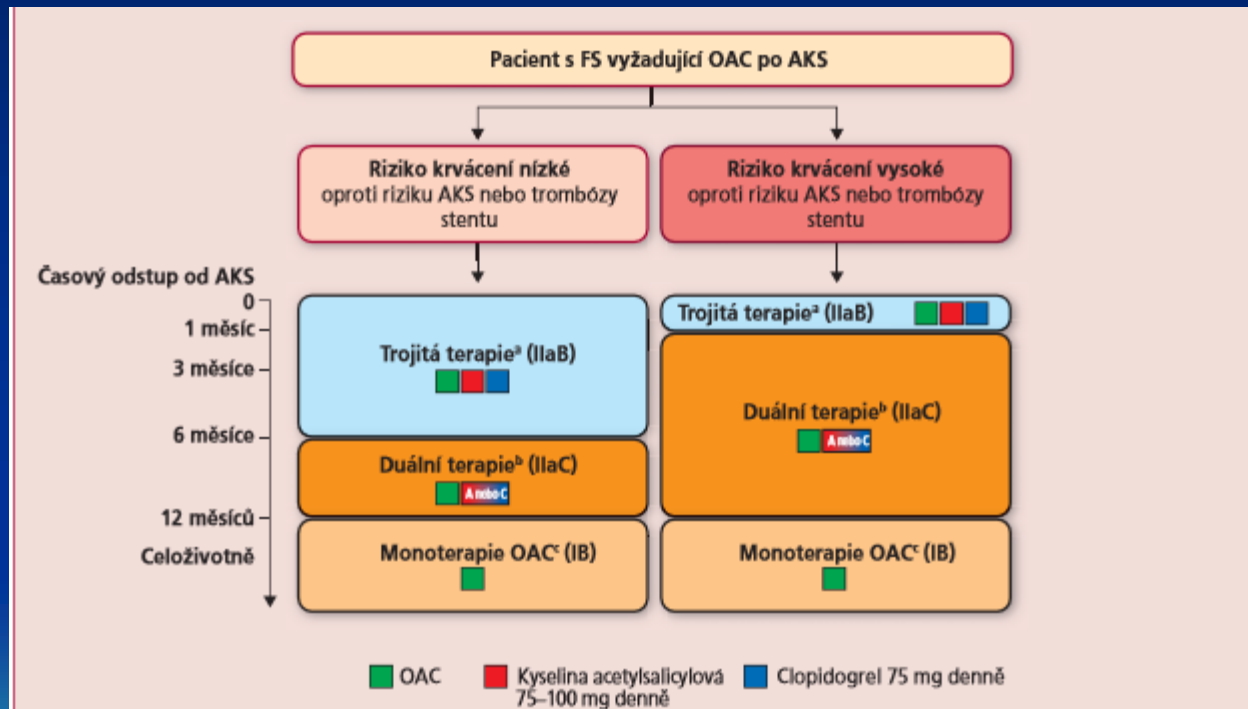 Pacient s FS vyžadující OAC po AKS
Riziko krvácení nízké
oproti riziku AKS nebo trombózy
stentu
Riziko krvácení vysoké
oproti riziku AKS nebo trombózy
stentu
Časový odstup od AKS
0
1 měsíc
3 měsíce
6 měsíce
12 měsíců
Celoživotně
Trojitá terapieᵃ (IIaB)
Duální terapieᵇ (IIaC)
A nebo C
Monoterapie OACᶜ (IB)
Trojitá terapieᵃ (IIaB)
Duální terapieᵇ (IIaC)
A nebo C
Monoterapie OACᶜ (IB)
OAC
Kyselina acetylsalicylová
75–100 mg denně
Clopidogrel 75 mg denně